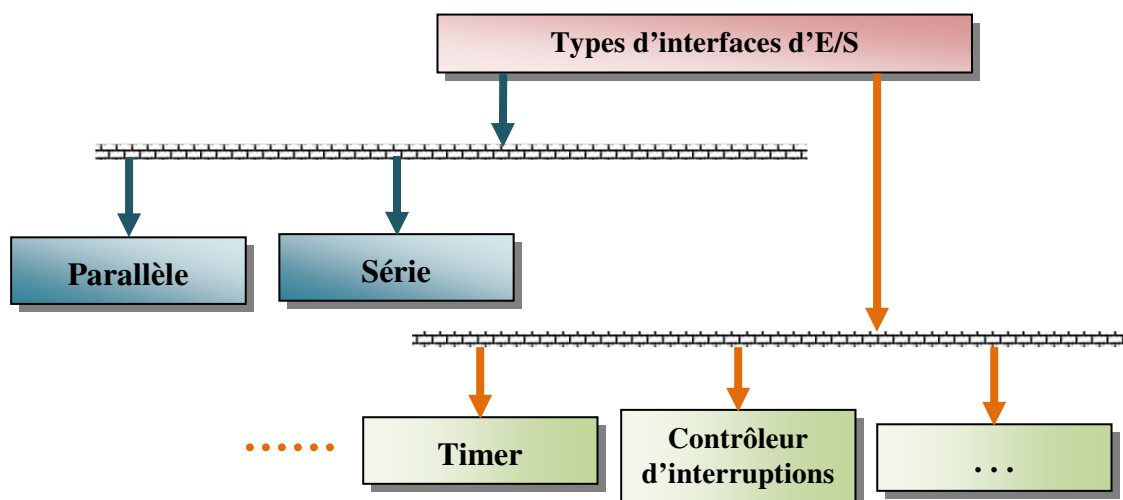 Types d’interfaces d’E/S
Parallèle
Série
......
Timer
Contrôleur
d’interruptions
...